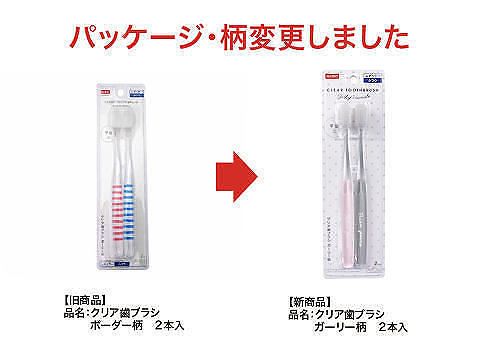 パッケージ・柄変更しました
CLEAR TOOTHBRUSH
CLEAR TOOTHBRUSH
【旧商品】
品名：クリア歯ブラシ
ボーダー柄　2本入
【新商品】
品名：クリア歯ブラシ
ガーリー柄　2本入